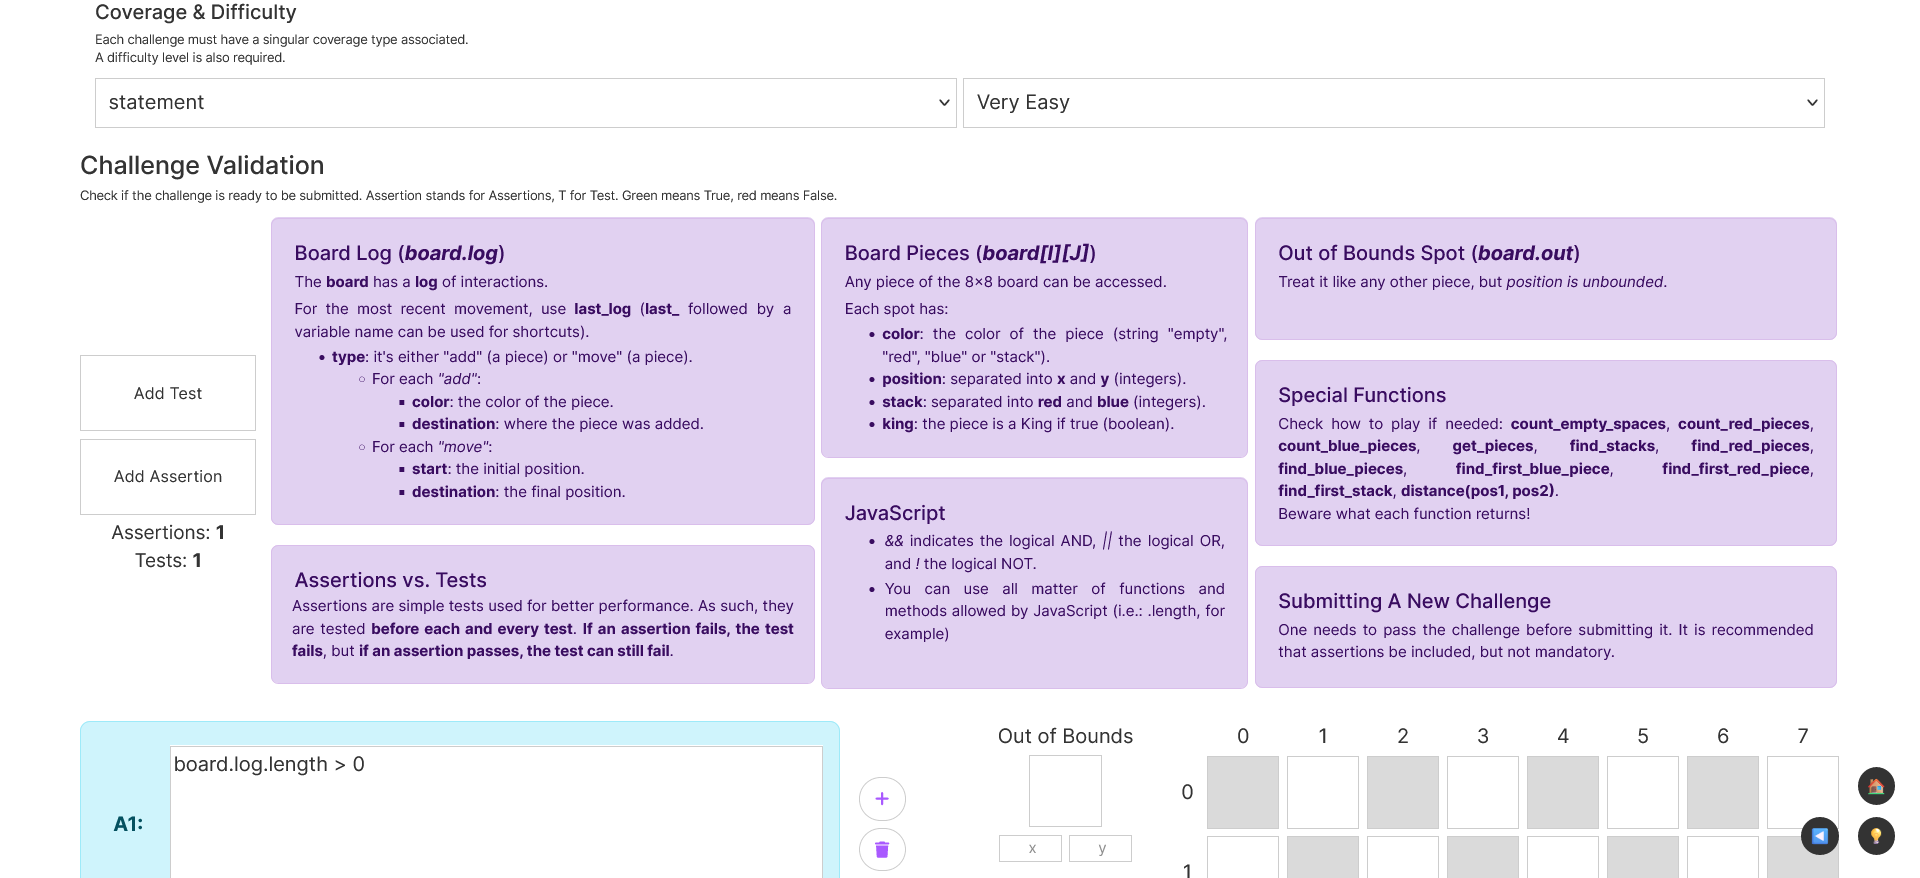 Coverage & Difficulty
Each challenge must have a singular coverage type associated.
A difficulty level is also required.
statement
Very Easy
Challenge Validation
Check if the challenge is ready to be submitted. Assertion stands for Assertions, T for Test. Green means True, red means False.
Add Test
Add Assertion
Assertions: 1
Tests: 1
Board Log (board.log)
The board has a log of interactions.
For the most recent movement, use last_log (last_ followed by a
variable name can be used for shortcuts).
• type: it's either "add" (a piece) or "move" (a piece).
○ For each "add":
▪ color: the color of the piece.
▪ destination: where the piece was added.
○ For each "move":
▪ start: the initial position.
▪ destination: the final position.
Assertions vs. Tests
Assertions are simple tests used for better performance. As such, they
are tested before each and every test. If an assertion fails, the test
fails, but if an assertion passes, the test can still fail.
Board Pieces (board[I][J])
Any piece of the 8×8 board can be accessed.
Each spot has:
• color: the color of the piece (string "empty",
"red", "blue" or "stack").
• position: separated into x and y (integers).
• stack: separated into red and blue (integers).
• king: the piece is a King if true (boolean).
JavaScript
• && indicates the logical AND, || the logical OR,
and ! the logical NOT.
• You can use all matter of functions and
methods allowed by JavaScript (i.e.: .length, for
example)
Out of Bounds Spot (board.out)
Treat it like any other piece, but position is unbounded.
Special Functions
Check how to play if needed: count_empty_spaces, count_red_pieces,
count_blue_pieces, get_pieces, find_stacks, find_red_pieces,
find_blue_pieces, find_first_blue_piece, find_first_red_piece,
find_first_stack, distance(pos1, pos2).
Beware what each function returns!
Submitting A New Challenge
One needs to pass the challenge before submitting it. It is recommended
that assertions be included, but not mandatory.
A1:
board.log.length > 0
+
Out of Bounds
x y
0 1 2 3 4 5 6 7
0
1